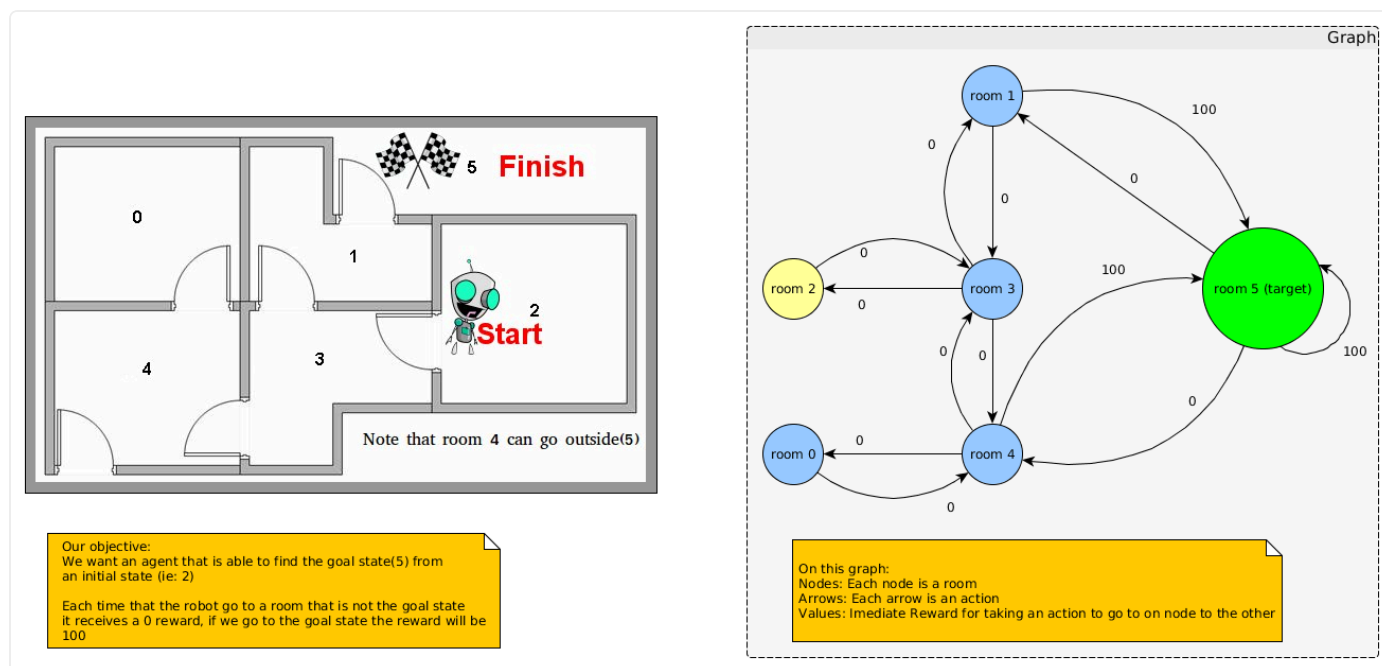 5 Finish
0
1
2
Start
4
3
Note that room 4 can go outside(5)
Our objective:
We want an agent that is able to find the goal state(5) from
an initial state (ie: 2)
Each time that the robot go to a room that is not the goal state
it receives a 0 reward, if we go to the goal state the reward will be
100
Graph
room 1
100
0
0
0
room 2
0
0
room 3
100
room 5 (target)
100
0
0
0
room 0
0
room 4
0
On this graph:
Nodes: Each node is a room
Arrows: Each arrow is an action
Values: Imediate Reward for taking an action to go to on node to the other